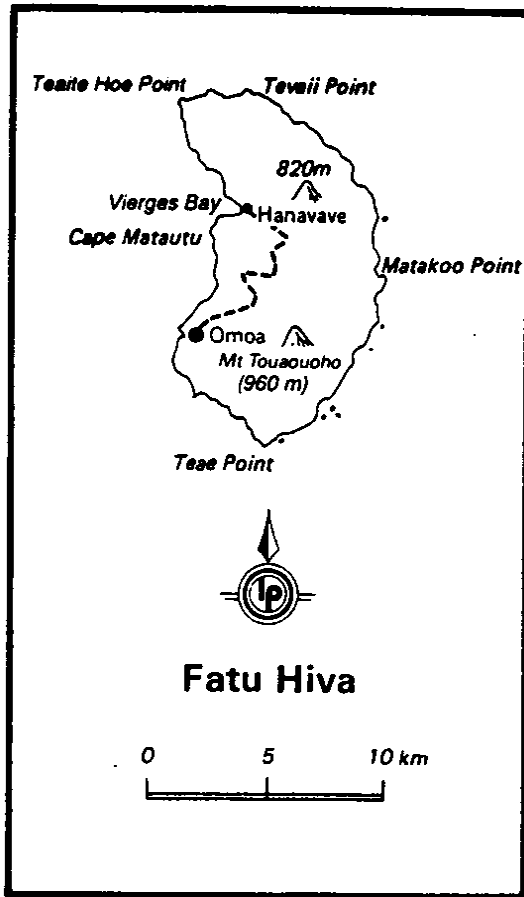 Teaite Hoe Point
Tevaii Point
820m
Vierges Bay
Hanavave
Cape Matautu
Matakoo Point
Omoa
Mt Touaouoho
(960 m)
Teae Point
lp
Fatu Hiva
0 5 10 km